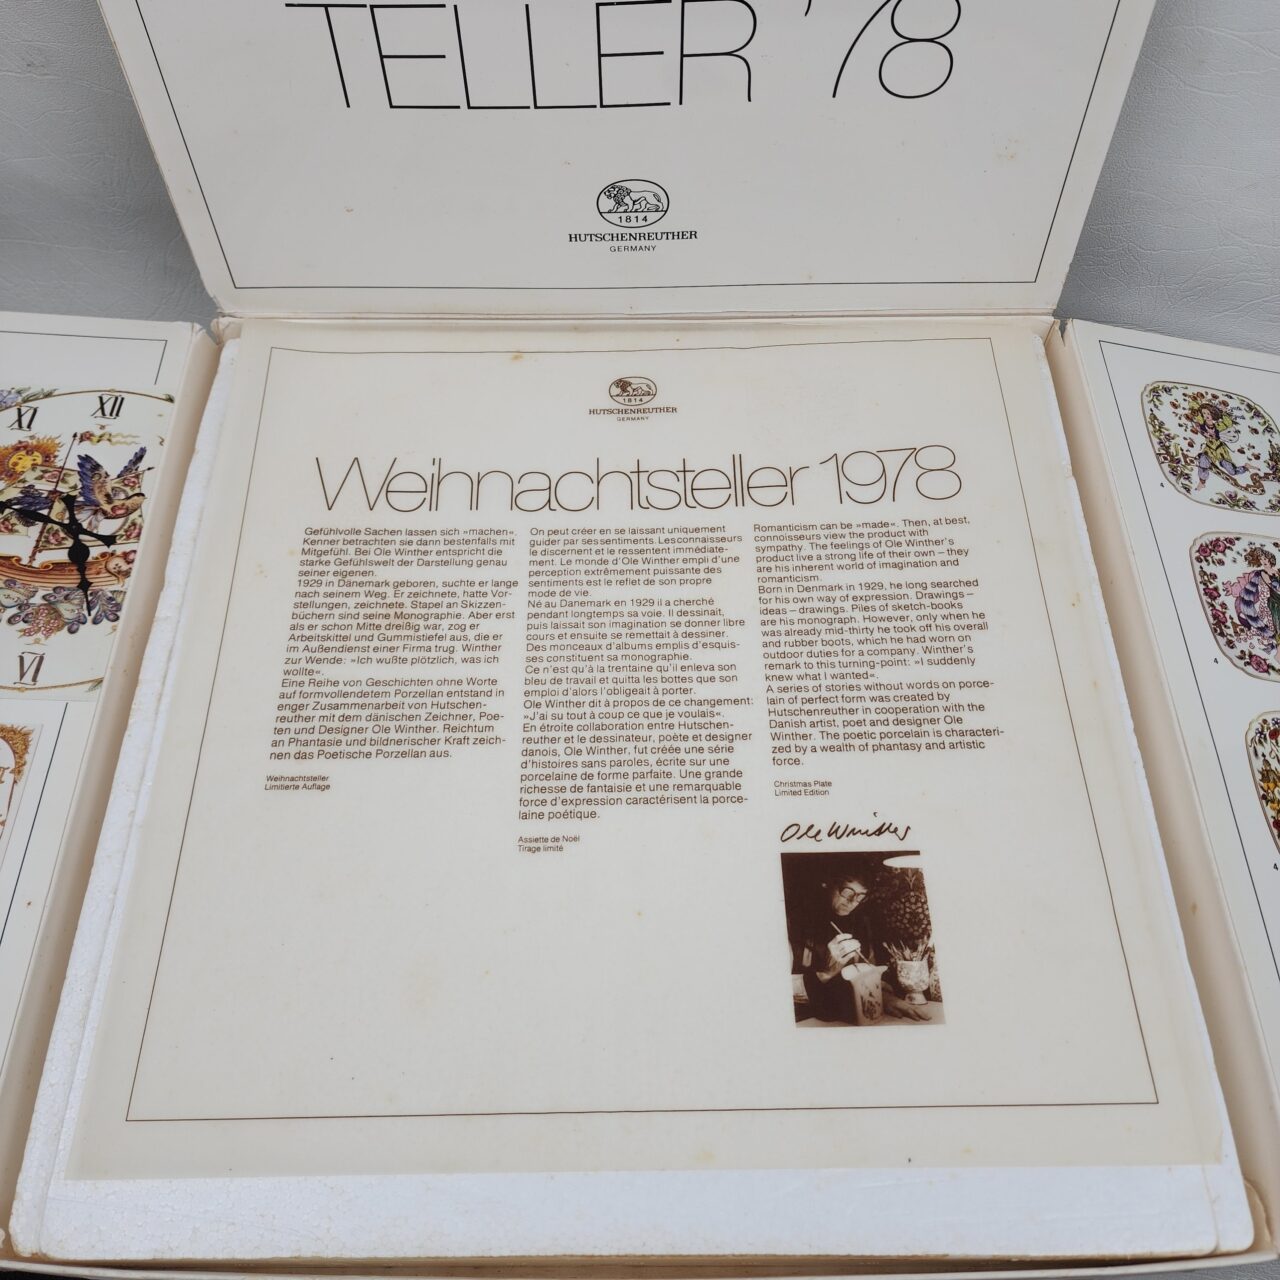 TELLER '78
1814
HUTSCHENREUTHER
GERMANY
XI
XII
VI
1814
HUTSCHENREUTHER
GERMANY
Weihnachtsteller 1978
Gefühlvolle Sachen lassen sich »machen«.
Kenner betrachten sie dann bestenfalls mit
Mitgefühl. Bei Ole Winther entspricht die
starke Gefühlswelt der Darstellung genau
seiner eigenen.
1929 in Dänemark geboren, suchte er lange
nach seinem Weg. Er zeichnete, hatte Vor-
stellungen, zeichnete. Stapel an Skizzen-
büchern sind seine Monographie. Aber erst
als er schon Mitte dreißig war, zog er
Arbeitskittel und Gummistiefel aus, die er
im Außendienst einer Firma trug. Winther
zur Wende: »Ich wußte plötzlich, was ich
wollte«.
Eine Reihe von Geschichten ohne Worte
auf formvollendetem Porzellan entstand in
enger Zusammenarbeit von Hutschen-
reuther mit dem dänischen Zeichner, Poe-
ten und Designer Ole Winther. Reichtum
an Phantasie und bildnerischer Kraft zeich-
nen das Poetische Porzellan aus.
Weihnachtsteller
Limitierte Auflage
On peut créer en se laissant uniquement
guider par ses sentiments. Les connaisseurs
le discernent et le ressentent immédiate-
ment. Le monde d'Ole Winther empli d'une
perception extrêmement puissante des
sentiments est le reflet de son propre
mode de vie.
Né au Danemark en 1929 il a cherché
pendant longtemps sa voie. Il dessinait,
puis laissait son imagination se donner libre
cours et ensuite se remettait à dessiner.
Des monceaux d'albums emplis d'esquis-
ses constituent sa monographie.
Ce n'est qu'à la trentaine qu'il enleva son
bleu de travail et quitta les bottes que son
emploi d'alors l'obligeait à porter.
Ole Winther dit à propos de ce changement:
»J'ai su tout à coup ce que je voulais«.
En étroite collaboration entre Hutschen-
reuther et le dessinateur, poète et designer
danois, Ole Winther, fut créée une série
d'histoires sans paroles, écrite sur une
porcelaine de forme parfaite. Une grande
richesse de fantaisie et une remarquable
force d'expression caractérisent la porce-
laine poétique.
Assiette de Noël
Tirage limité
Romanticism can be »made«. Then, at best,
connoisseurs view the product with
sympathy. The feelings of Ole Winther's
product live a strong life of their own – they
are his inherent world of imagination and
romanticism.
Born in Denmark in 1929, he long searched
for his own way of expression. Drawings –
ideas – drawings. Piles of sketch-books
are his monograph. However, only when he
was already mid-thirty he took off his overall
and rubber boots, which he had worn on
outdoor duties for a company. Winther's
remark to this turning-point: »I suddenly
knew what I wanted«.
A series of stories without words on porce-
lain of perfect form was created by
Hutschenreuther in cooperation with the
Danish artist, poet and designer Ole
Winther. The poetic porcelain is characteri-
zed by a wealth of phantasy and artistic
force.
Christmas Plate
Limited Edition
Ole Winther
4
4
4